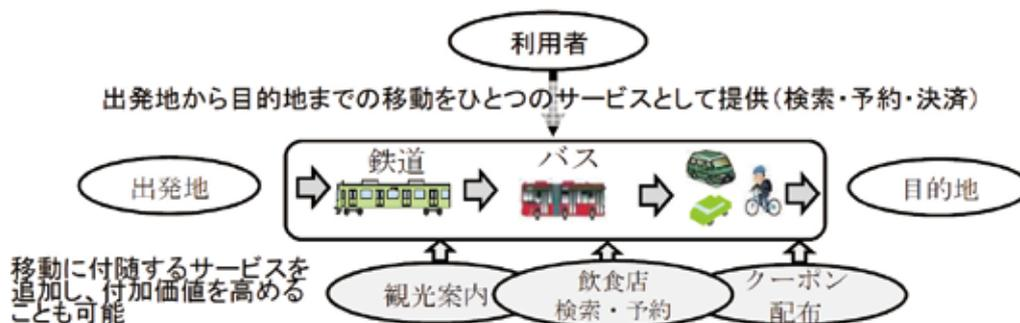 利用者
出発地から目的地までの移動をひとつのサービスとして提供(検索・予約・決済)
出発地
鉄道
バス
目的地
移動に付随するサービスを
追加し、付加価値を高める
ことも可能
観光案内
飲食店
検索・予約
クーポン
配布